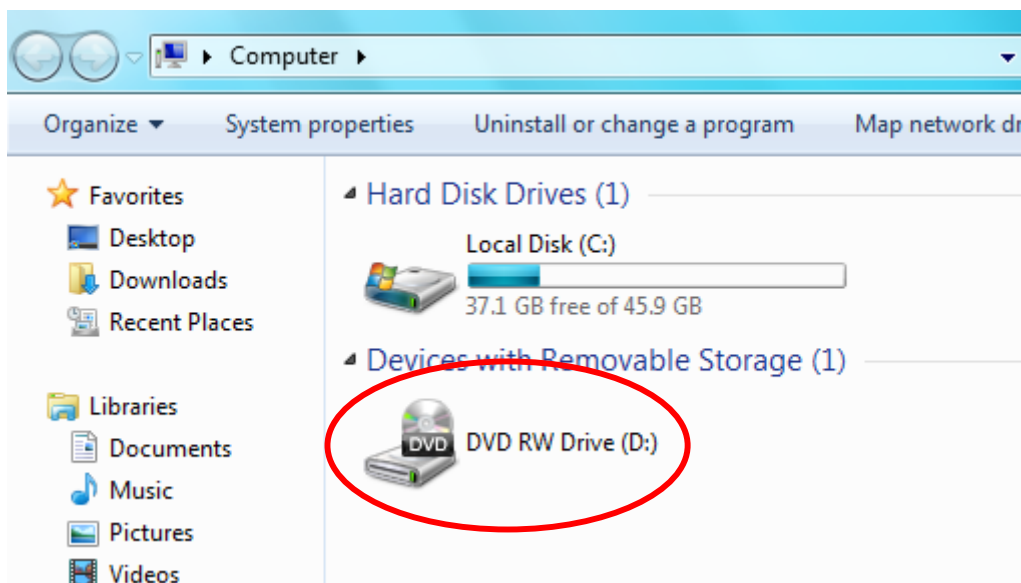 Computer
Organize
System properties
Uninstall or change a program
Map network dr
Favorites
Desktop
Downloads
Recent Places
Libraries
Documents
Music
Pictures
Videos
Hard Disk Drives (1)
Local Disk (C:)
37.1 GB free of 45.9 GB
Devices with Removable Storage (1)
DVD
DVD RW Drive (D:)